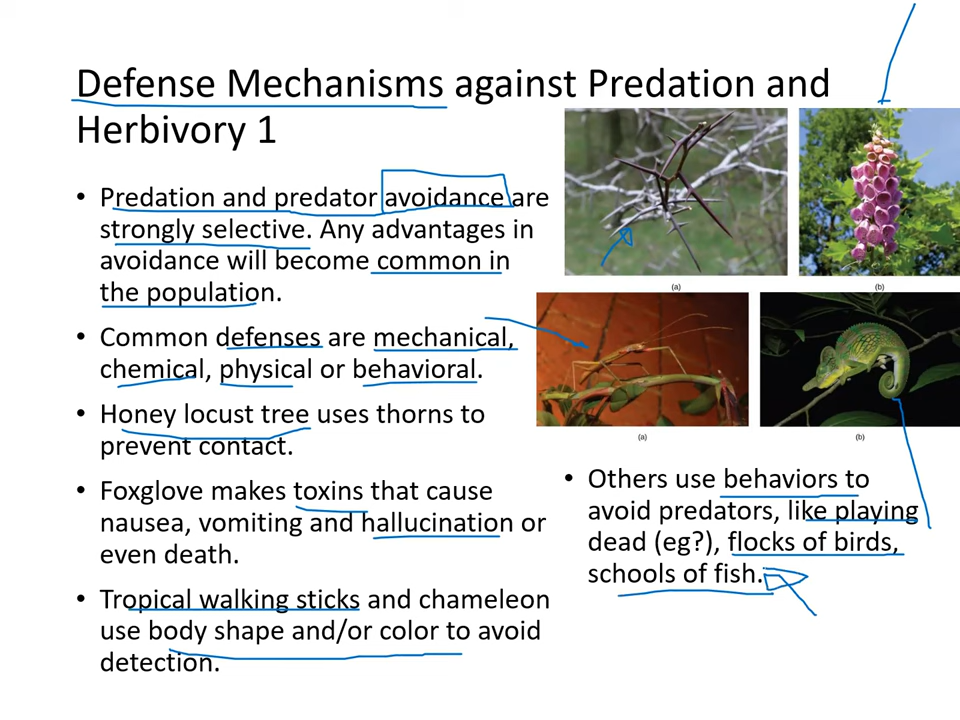 Defense Mechanisms against Predation and
Herbivory 1
• Predation and predator avoidance are
strongly selective. Any advantages in
avoidance will become common in
the population.
• Common defenses are mechanical,
chemical, physical or behavioral.
• Honey locust tree uses thorns to
prevent contact.
• Foxglove makes toxins that cause
nausea, vomiting and hallucination or
even death.
• Tropical walking sticks and chameleon
use body shape and/or color to avoid
detection.
(a)
(b)
(a)
(b)
• Others use behaviors to
avoid predators, like playing
dead (eg?), flocks of birds,
schools of fish.